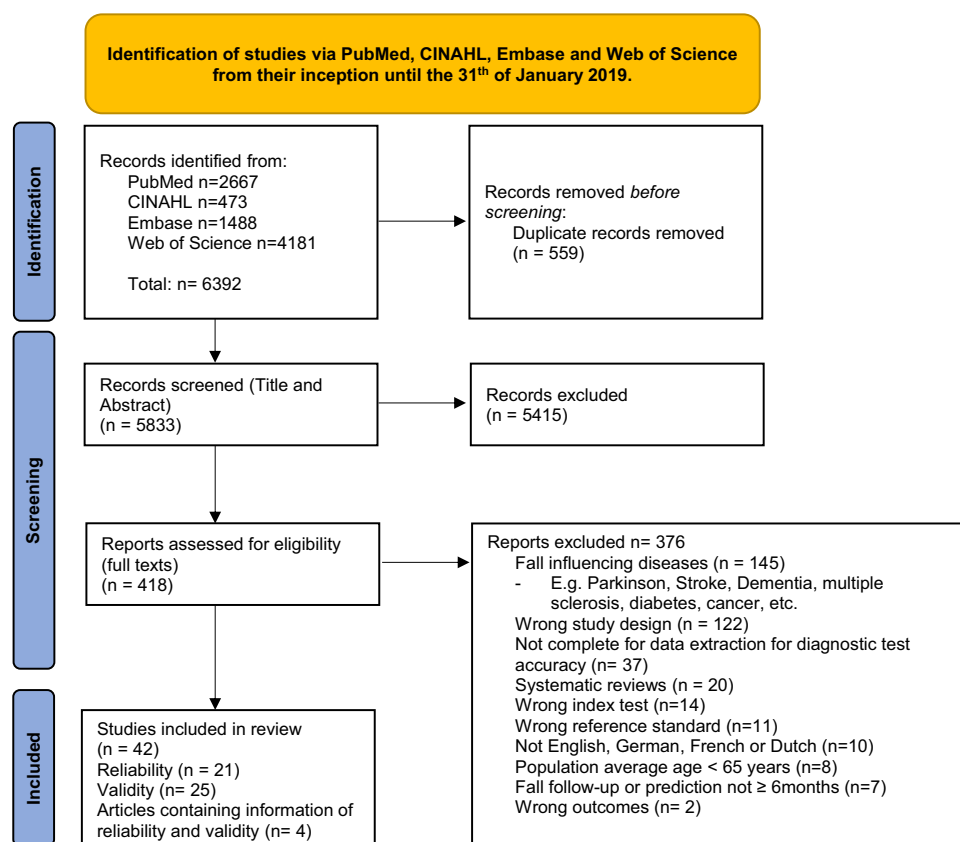 Identification of studies via PubMed, CINAHL, Embase and Web of Science
from their inception until the 31th of January 2019.
Identification
Records identified from:
PubMed n=2667
CINAHL n=473
Embase n=1488
Web of Science n=4181
Total: n= 6392
Records removed before
screening:
Duplicate records removed
(n = 559)
Screening
Records screened (Title and
Abstract)
(n = 5833)
Records excluded
(n = 5415)
Reports assessed for eligibility
(full texts)
(n = 418)
Reports excluded n= 376
Fall influencing diseases (n = 145)
- E.g. Parkinson, Stroke, Dementia, multiple
sclerosis, diabetes, cancer, etc.
Wrong study design (n = 122)
Not complete for data extraction for diagnostic test
accuracy (n= 37)
Systematic reviews (n = 20)
Wrong index test (n=14)
Wrong reference standard (n=11)
Not English, German, French or Dutch (n=10)
Population average age < 65 years (n=8)
Fall follow-up or prediction not ≥ 6months (n=7)
Wrong outcomes (n= 2)
Included
Studies included in review
(n = 42)
Reliability (n = 21)
Validity (n= 25)
Articles containing information of
reliability and validity (n= 4)